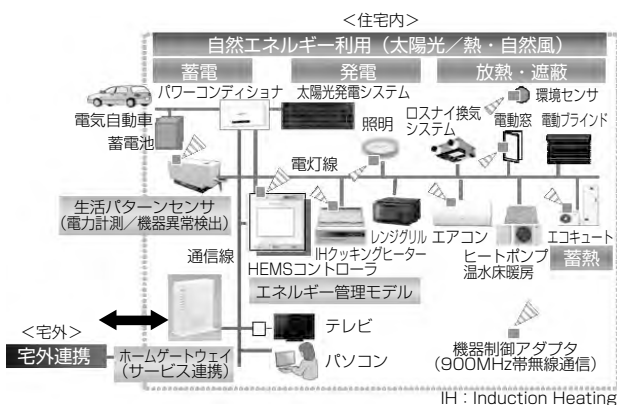 ＜住宅内＞
自然エネルギー利用（太陽光／熱・自然風）
蓄電
発電
放熱・遮蔽
パワーコンディショナ
太陽光発電システム
環境センサ
電気自動車
蓄電池
照明
ロスナイ換気
システム
電動窓
電動ブラインド
電灯線
生活パターンセンサ
（電力計測／機器異常検出）
通信線
HEMSコントローラ
IHクッキングヒーター
レンジグリル
エアコン
ヒートポンプ
温水床暖房
エコキュート
蓄熱
エネルギー管理モデル
＜宅外＞
宅外連携
ホームゲートウェイ
（サービス連携）
テレビ
パソコン
機器制御アダプタ
（900MHz帯無線通信）
IH：Induction Heating